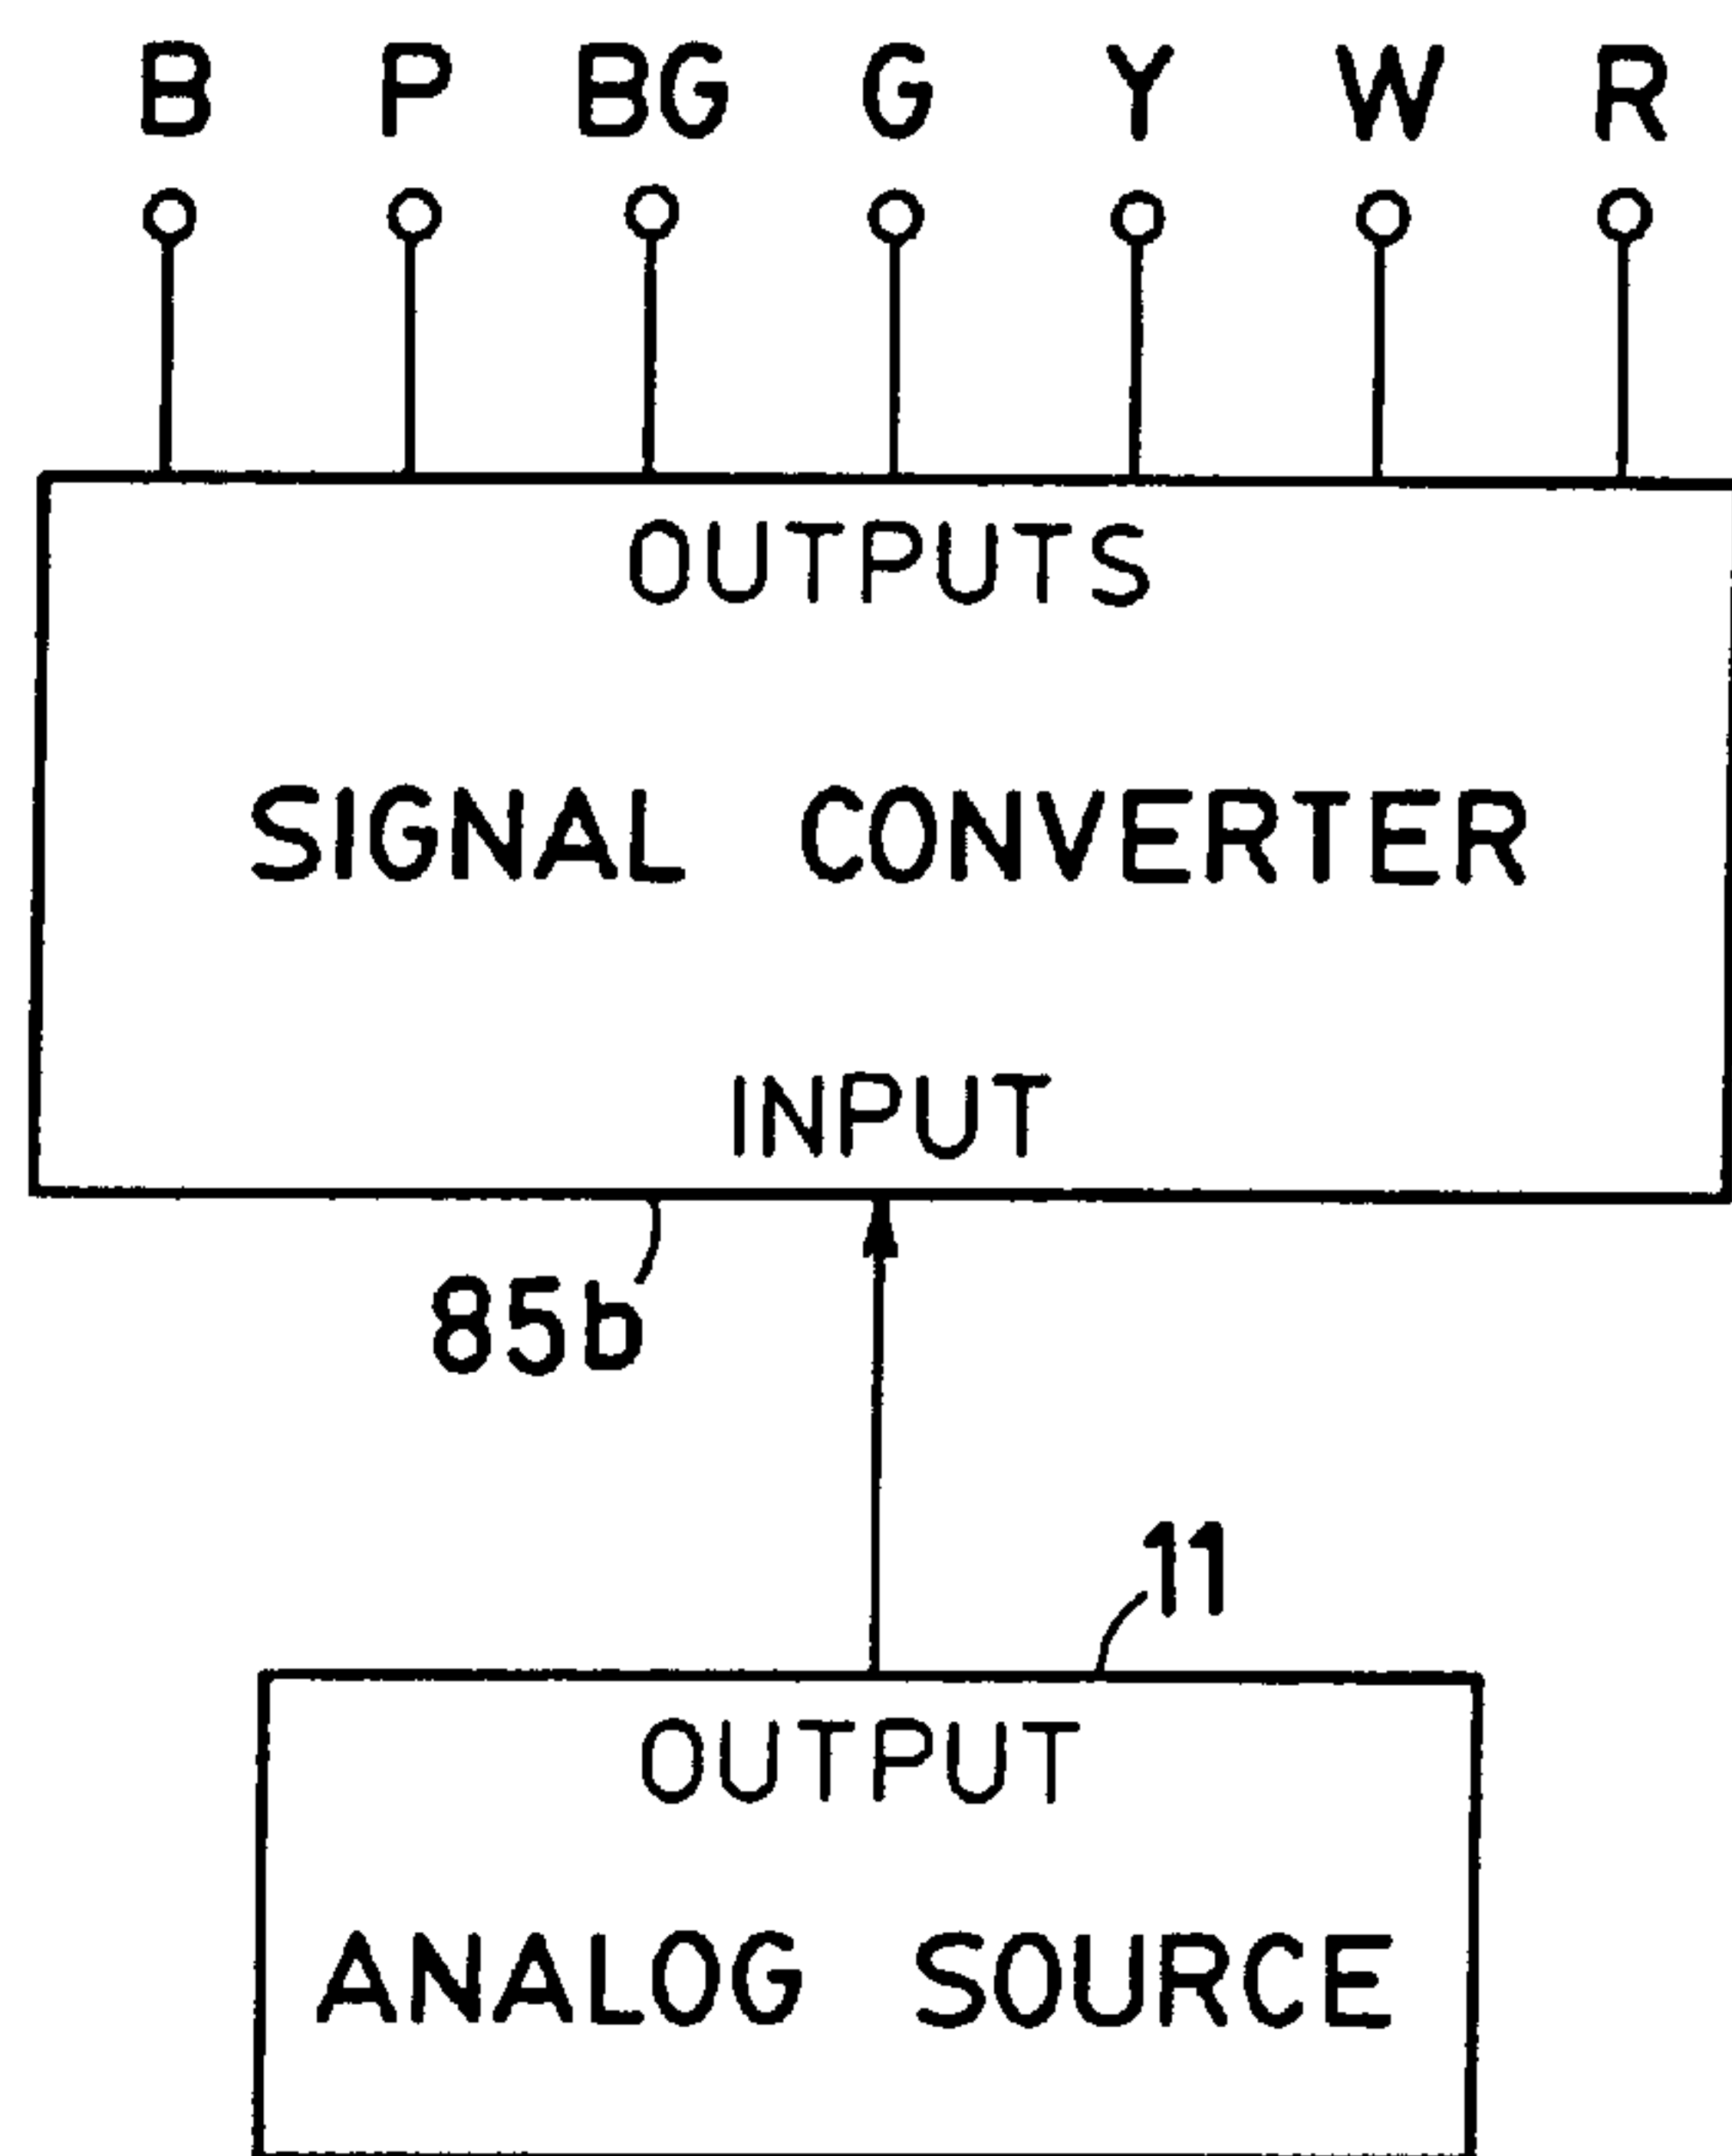 B P BG G Y W R
OUTPUTS
SIGNAL CONVERTER
INPUT
85b
11
OUTPUT
ANALOG SOURCE